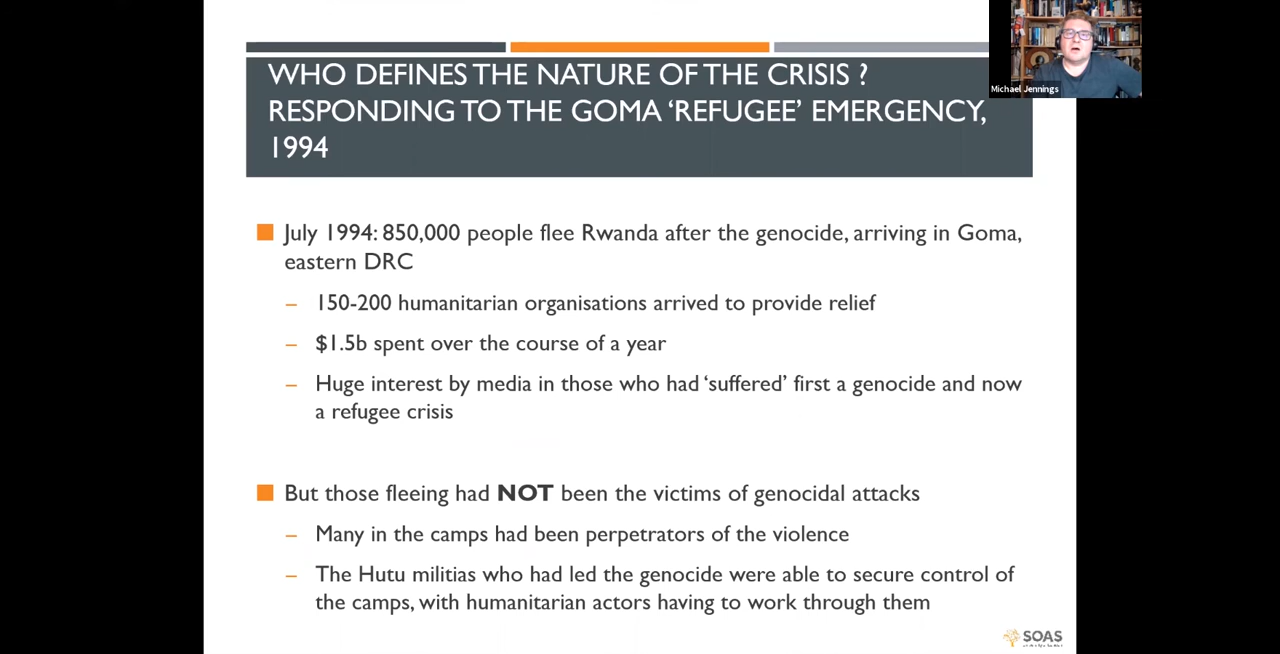 WHO DEFINES THE NATURE OF THE CRISIS ?
RESPONDING TO THE GOMA ‘REFUGEE’ EMERGENCY,
1994
Michael Jennings
July 1994: 850,000 people flee Rwanda after the genocide, arriving in Goma,
eastern DRC
– 150-200 humanitarian organisations arrived to provide relief
– $1.5b spent over the course of a year
– Huge interest by media in those who had ‘suffered’ first a genocide and now
a refugee crisis
But those fleeing had NOT been the victims of genocidal attacks
– Many in the camps had been perpetrators of the violence
– The Hutu militias who had led the genocide were able to secure control of
the camps, with humanitarian actors having to work through them
SOAS